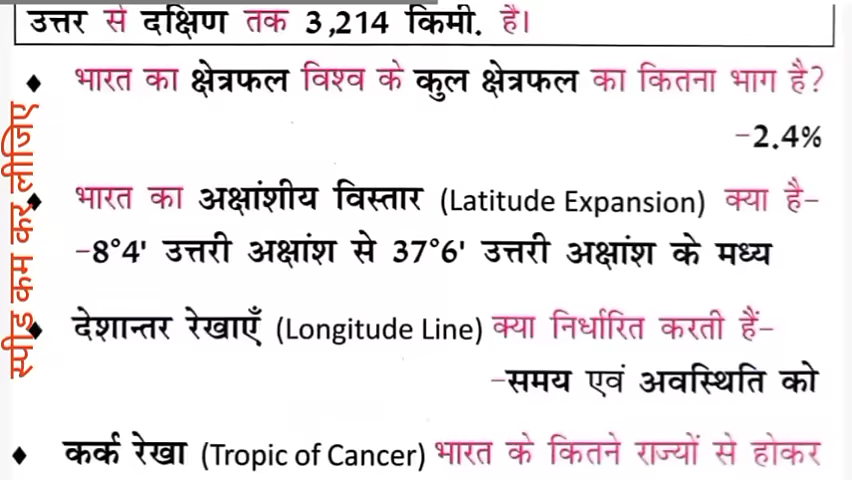 उत्तर से दक्षिण तक 3,214 किमी. है।
♦ भारत का क्षेत्रफल विश्व के कुल क्षेत्रफल का कितना भाग है?
-2.4%
♦ भारत का अक्षांशीय विस्तार (Latitude Expansion) क्या है-
-8°4' उत्तरी अक्षांश से 37°6' उत्तरी अक्षांश के मध्य
♦ देशान्तर रेखाएँ (Longitude Line) क्या निर्धारित करती हैं-
-समय एवं अवस्थिति को
♦ कर्क रेखा (Tropic of Cancer) भारत के कितने राज्यों से होकर
स्पीड कम कर लीजिए